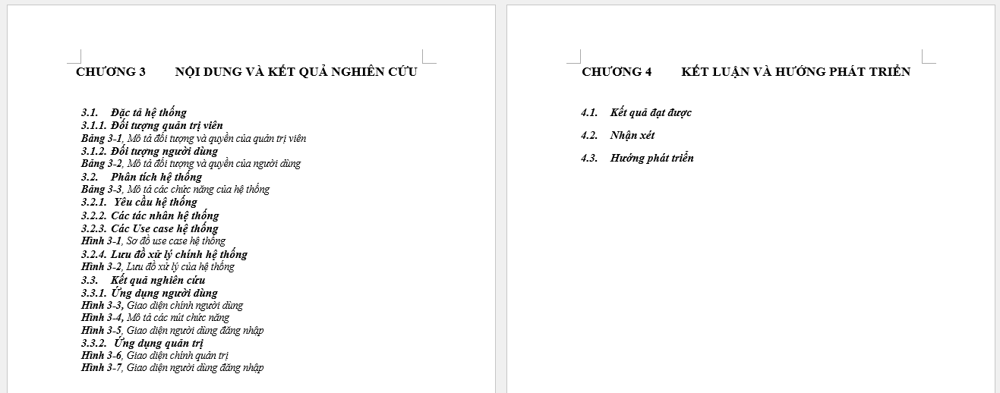 CHƯƠNG 3 NỘI DUNG VÀ KẾT QUẢ NGHIÊN CỨU
3.1. Đặc tả hệ thống
3.1.1. Đối tượng quản trị viên
Bảng 3-1, Mô tả đối tượng và quyền của quản trị viên
3.1.2. Đối tượng người dùng
Bảng 3-2, Mô tả đối tượng và quyền của người dùng
3.2. Phân tích hệ thống
Bảng 3-3, Mô tả các chức năng của hệ thống
3.2.1. Yêu cầu hệ thống
3.2.2. Các tác nhân hệ thống
3.2.3. Các Use case hệ thống
Hình 3-1, Sơ đồ use case hệ thống
3.2.4. Lưu đồ xử lý chính hệ thống
Hình 3-2, Lưu đồ xử lý của hệ thống
3.3. Kết quả nghiên cứu
3.3.1. Ứng dụng người dùng
Hình 3-3, Giao diện chính người dùng
Hình 3-4, Mô tả các nút chức năng
Hình 3-5, Giao diện người dùng đăng nhập
3.3.2. Ứng dụng quản trị
Hình 3-6, Giao diện chính quản trị
Hình 3-7, Giao diện người dùng đăng nhập
CHƯƠNG 4 KẾT LUẬN VÀ HƯỚNG PHÁT TRIỂN
4.1. Kết quả đạt được
4.2. Nhận xét
4.3. Hướng phát triển